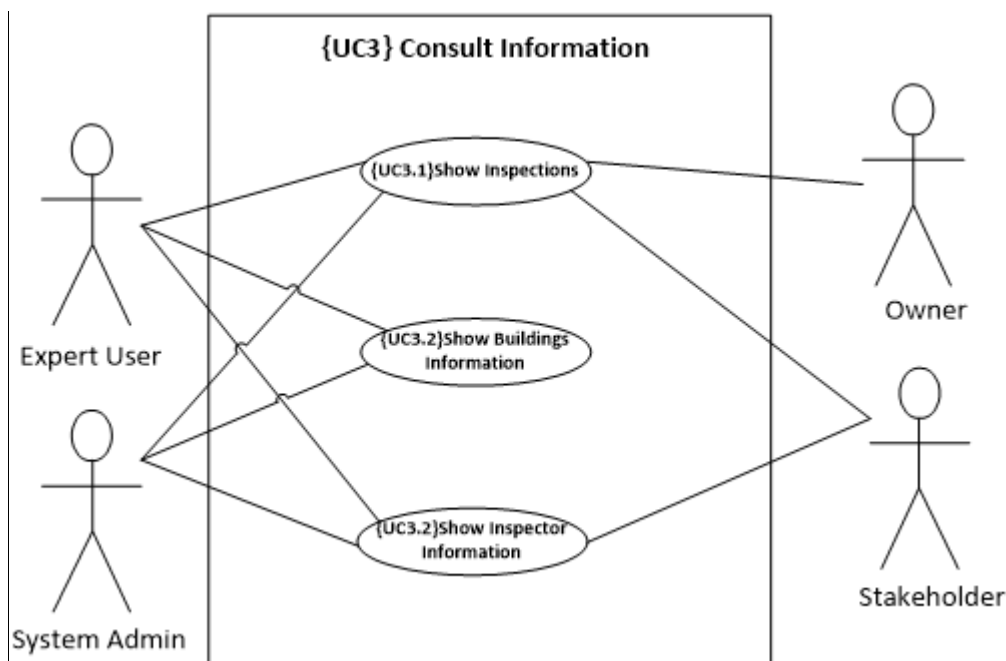 {UC3} Consult Information
{UC3.1}Show Inspections
Owner
{UC3.2}Show Buildings
Information
Expert User
{UC3.2}Show Inspector
Information
Stakeholder
System Admin